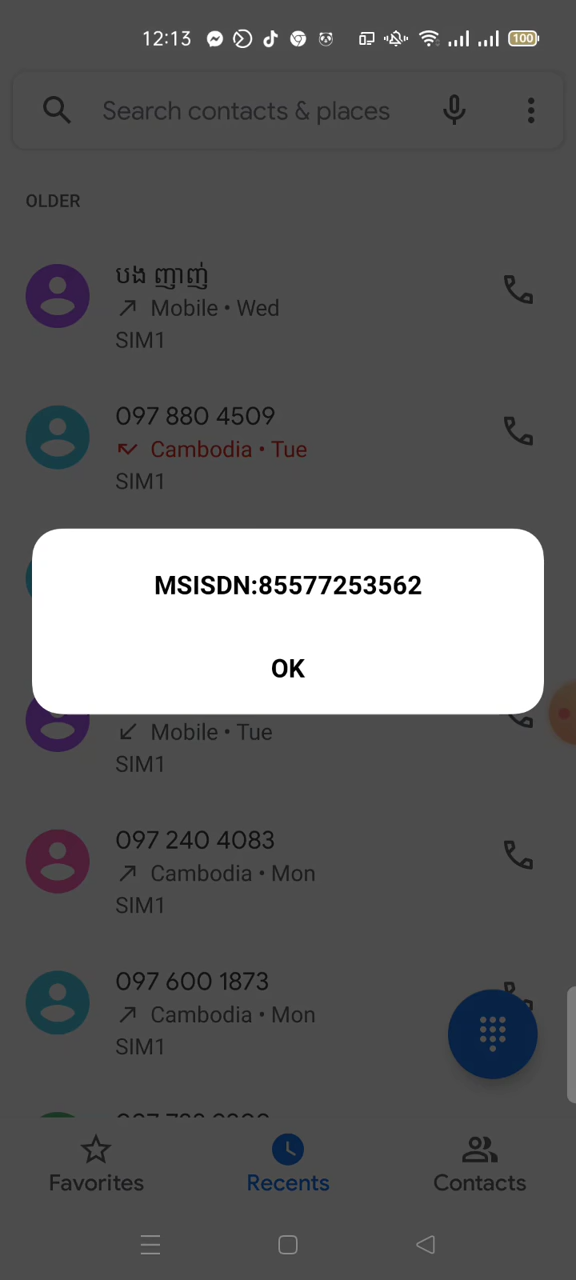 12:13
100
Search contacts & places
OLDER
បង ញាញ់
Mobile • Wed
SIM1
097 880 4509
Cambodia • Tue
SIM1
MSISDN:85577253562
OK
Mobile • Tue
SIM1
097 240 4083
Cambodia • Mon
SIM1
097 600 1873
Cambodia • Mon
SIM1
Favorites
Recents
Contacts